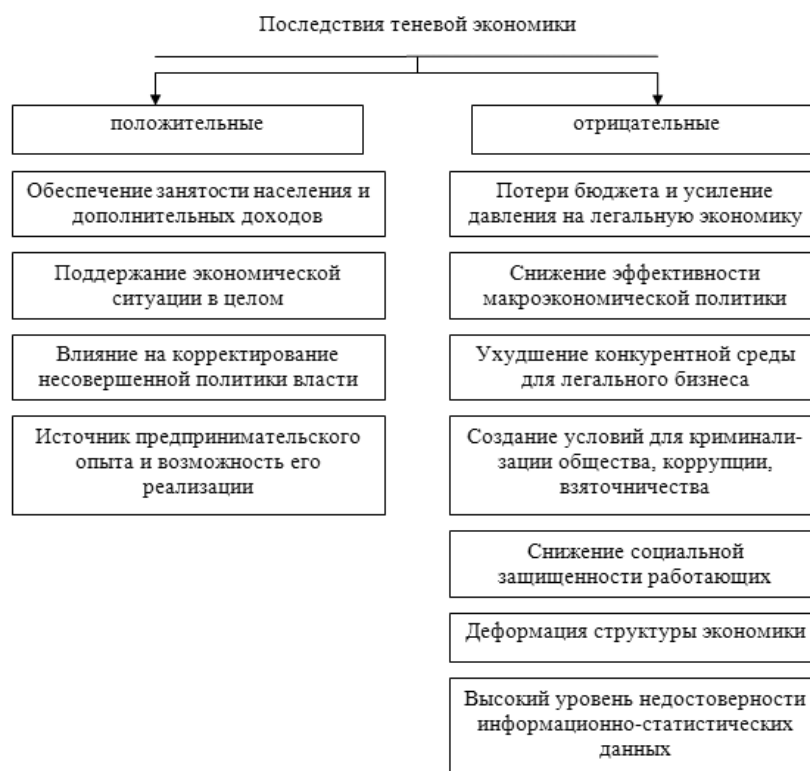 Последствия теневой экономики
положительные
Обеспечение занятости населения и
дополнительных доходов
Поддержание экономической
ситуации в целом
Влияние на корректирование
несовершенной политики власти
Источник предпринимательского
опыта и возможность его
реализации
отрицательные
Потери бюджета и усиление
давления на легальную экономику
Снижение эффективности
макроэкономической политики
Ухудшение конкурентной среды
для легального бизнеса
Создание условий для криминали-
зации общества, коррупции,
взяточничества
Снижение социальной
защищенности работающих
Деформация структуры экономики
Высокий уровень недостоверности
информационно-статистических
данных